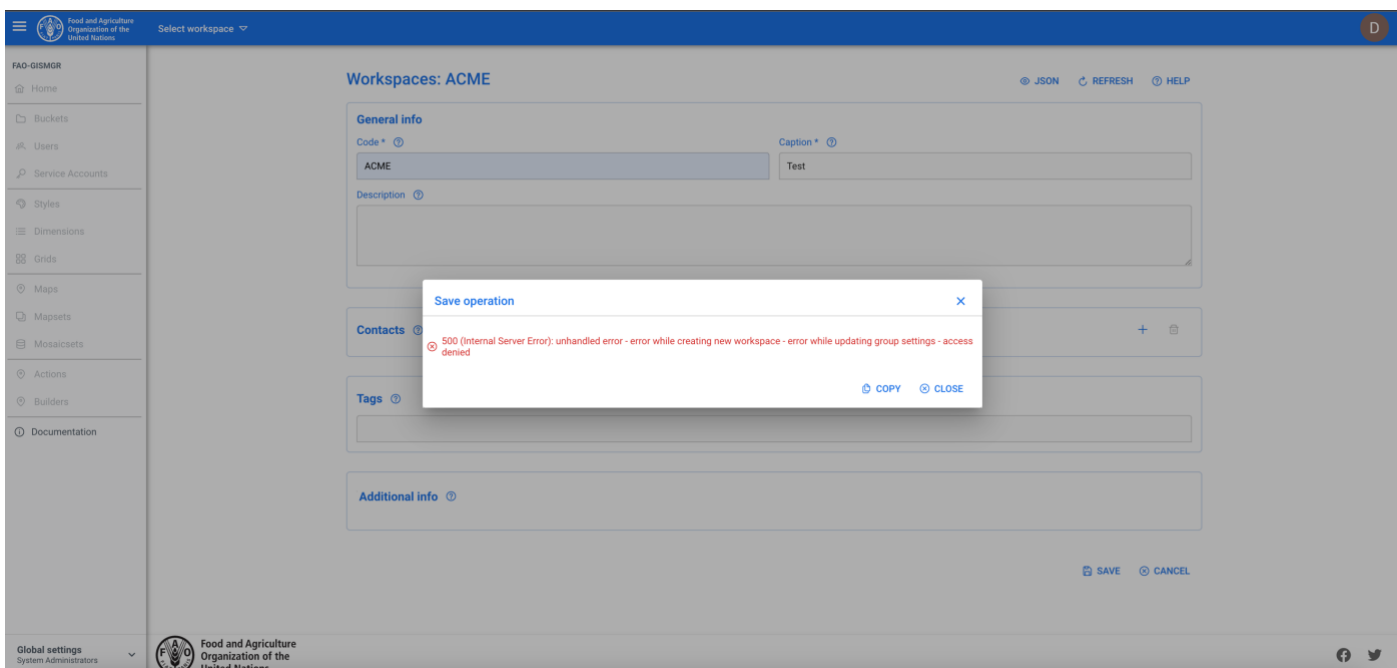 Food and Agriculture
Organization of the
United Nations
Select workspace
D
FAO-GISMGR
Home
Buckets
Users
Service Accounts
Styles
Dimensions
Grids
Maps
Mapsets
Mosaicsets
Actions
Builders
Documentation
Global settings
System Administrators
Workspaces: ACME
JSON REFRESH HELP
General info
Code * Caption *
ACME Test
Description
Save operation
500 (Internal Server Error): unhandled error - error while creating new workspace - error while updating group settings - access
denied
COPY CLOSE
Contacts
Tags
Additional info
SAVE CANCEL
Food and Agriculture
Organization of the
United Nations